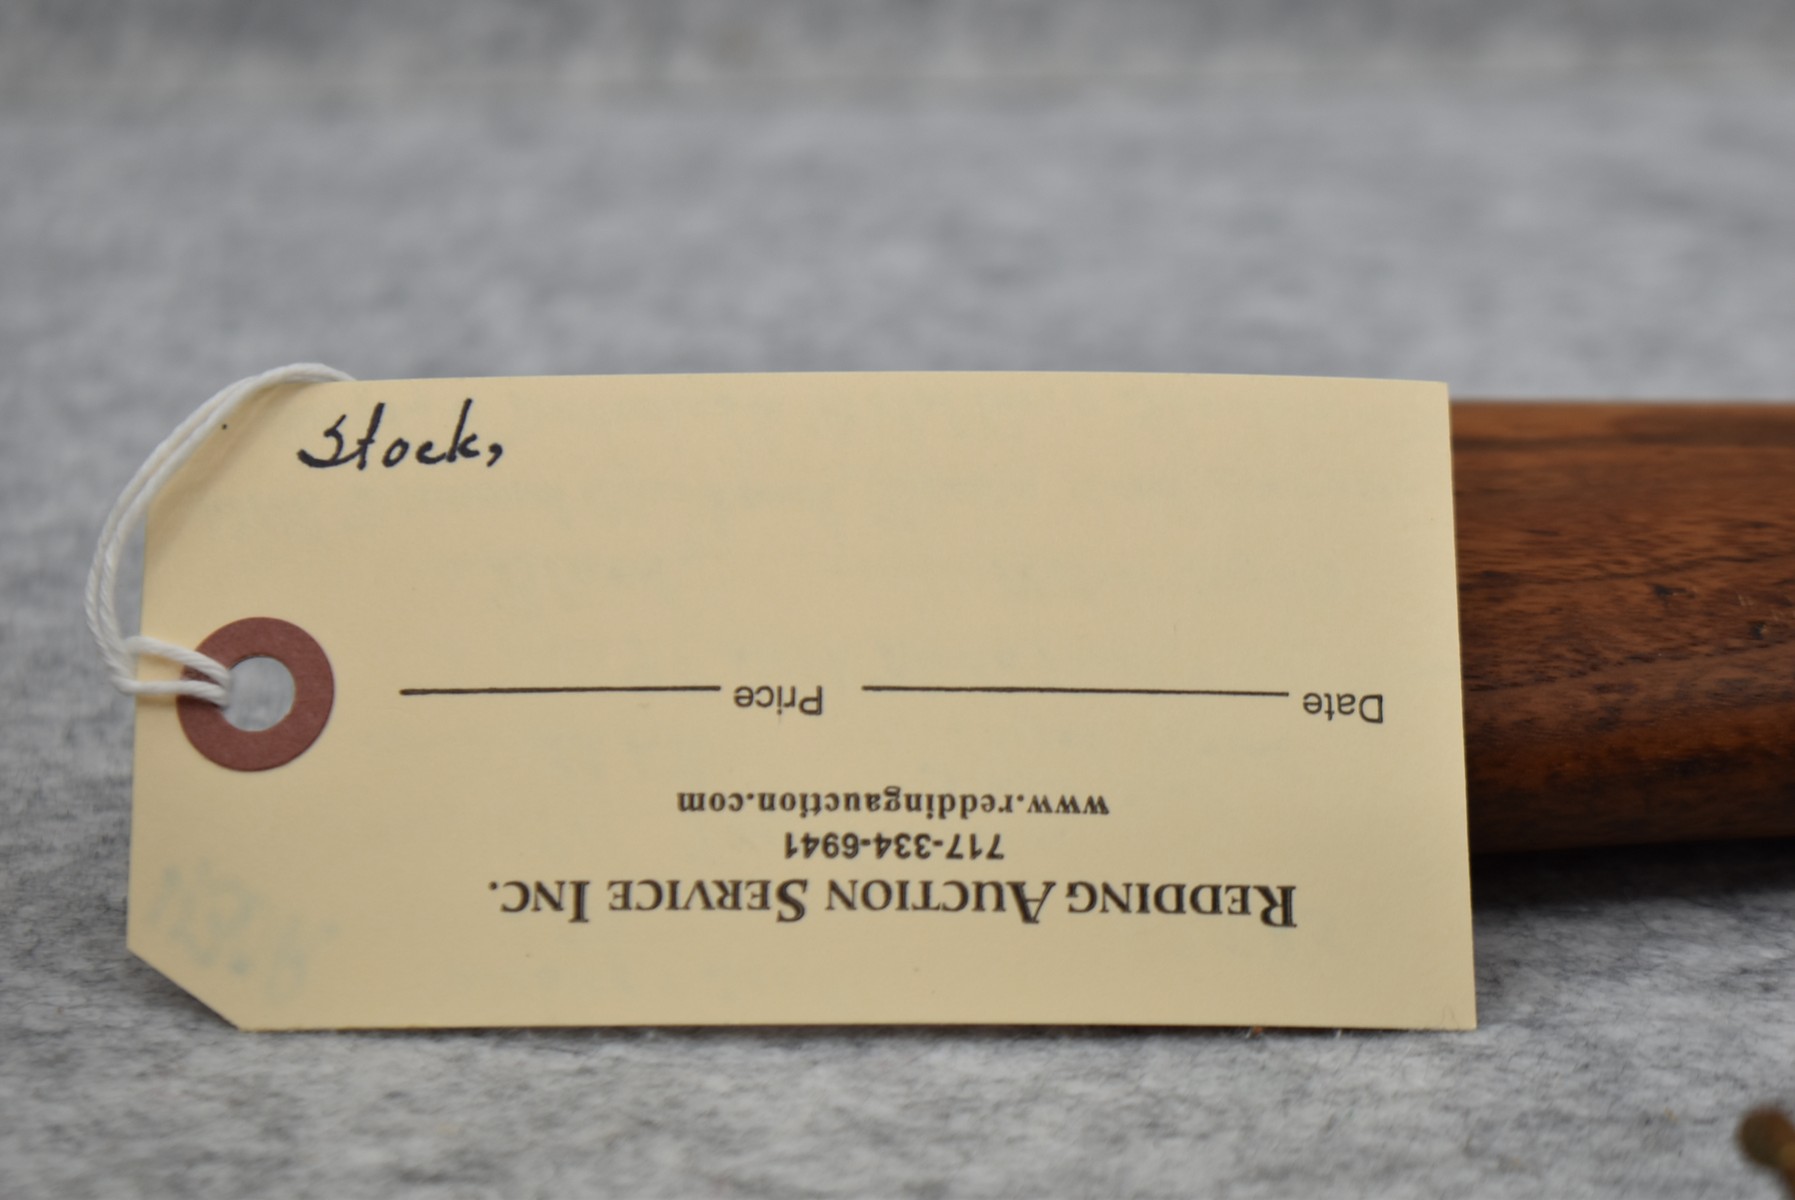 Stock,
REDDING AUCTION SERVICE INC.
717-334-6941
www.reddingauction.com
Date Price